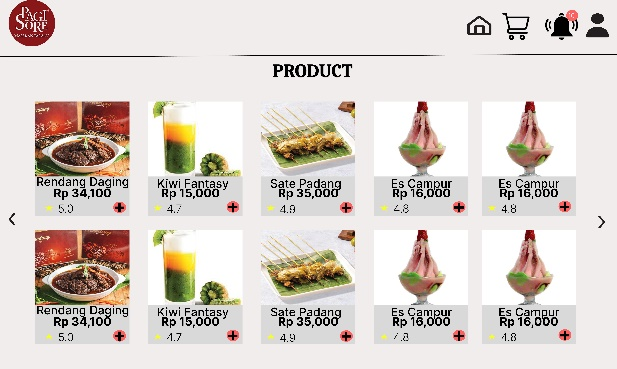 PAGI
SORE
PRODUCT
Rendang Daging
Rp 34,100
5.0
Kiwi Fantasy
Rp 15,000
4.7
Sate Padang
Rp 35,000
4.9
Es Campur
Rp 16,000
4.8
Es Campur
Rp 16,000
4.8
Rendang Daging
Rp 34,100
5.0
Kiwi Fantasy
Rp 15,000
4.7
Sate Padang
Rp 35,000
4.9
Es Campur
Rp 16,000
4.8
Es Campur
Rp 16,000
4.8